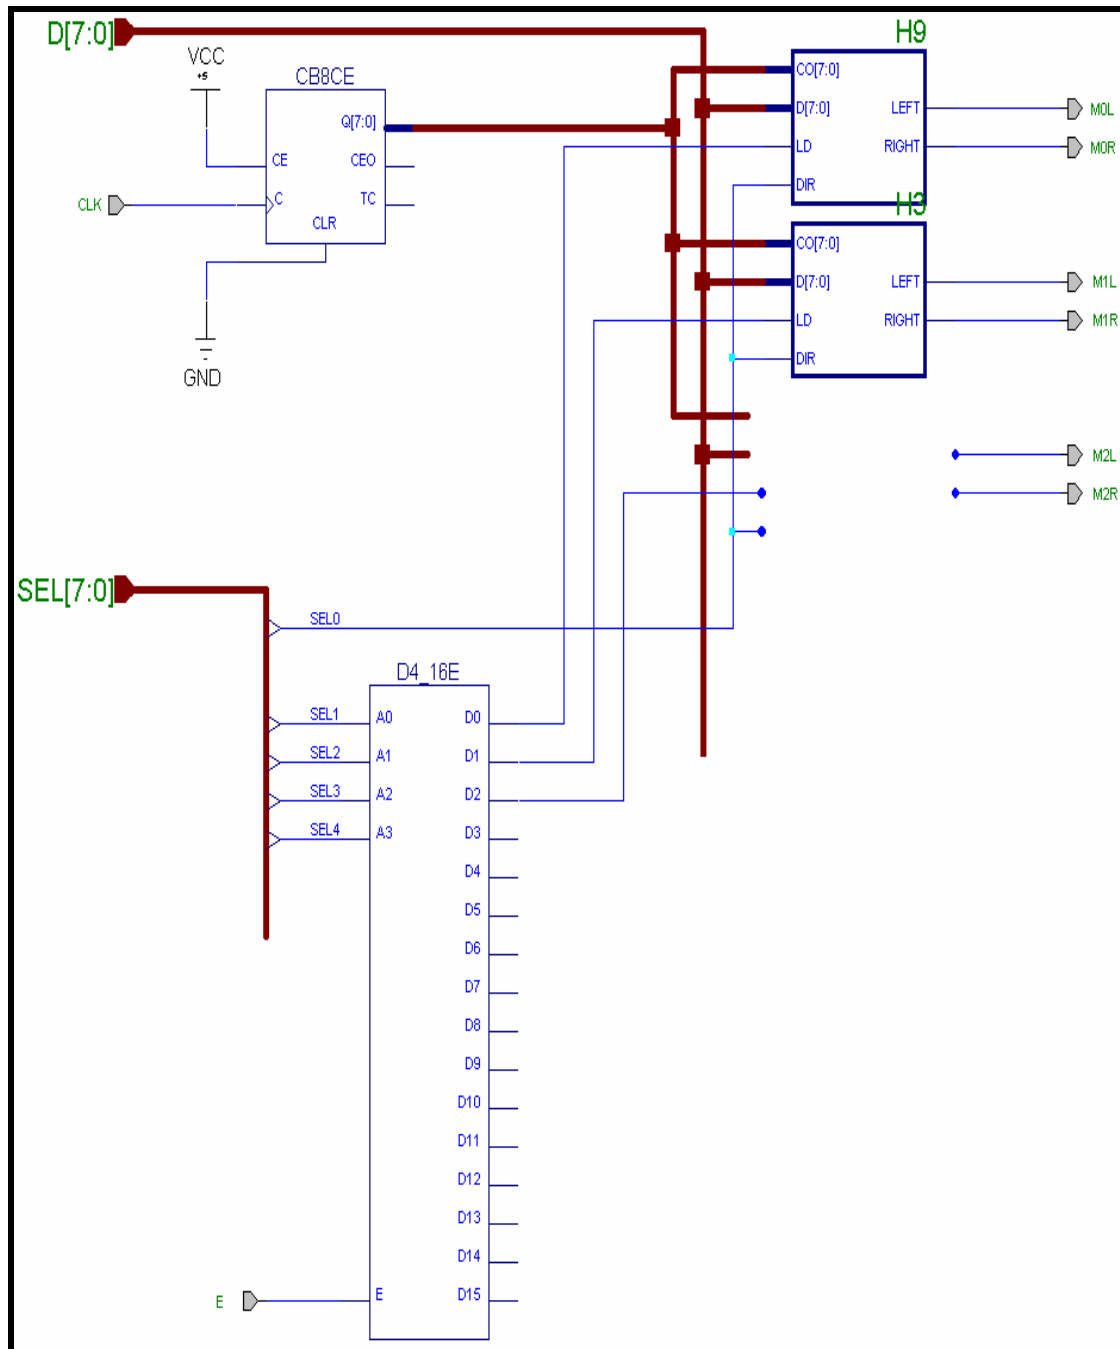 D[7:0]
VCC
+5
CB8CE
Q[7:0]
CE
CEO
C
TC
CLR
CLK
GND
H9
CO[7:0]
D[7:0]
LEFT
M0L
LD
RIGHT
M0R
DIR
H3
CO[7:0]
D[7:0]
LEFT
M1L
LD
RIGHT
M1R
DIR
M2L
M2R
SEL[7:0]
SEL0
D4_16E
SEL1
A0
D0
SEL2
A1
D1
SEL3
A2
D2
SEL4
A3
D3
D4
D5
D6
D7
D8
D9
D10
D11
D12
D13
D14
E
E
D15